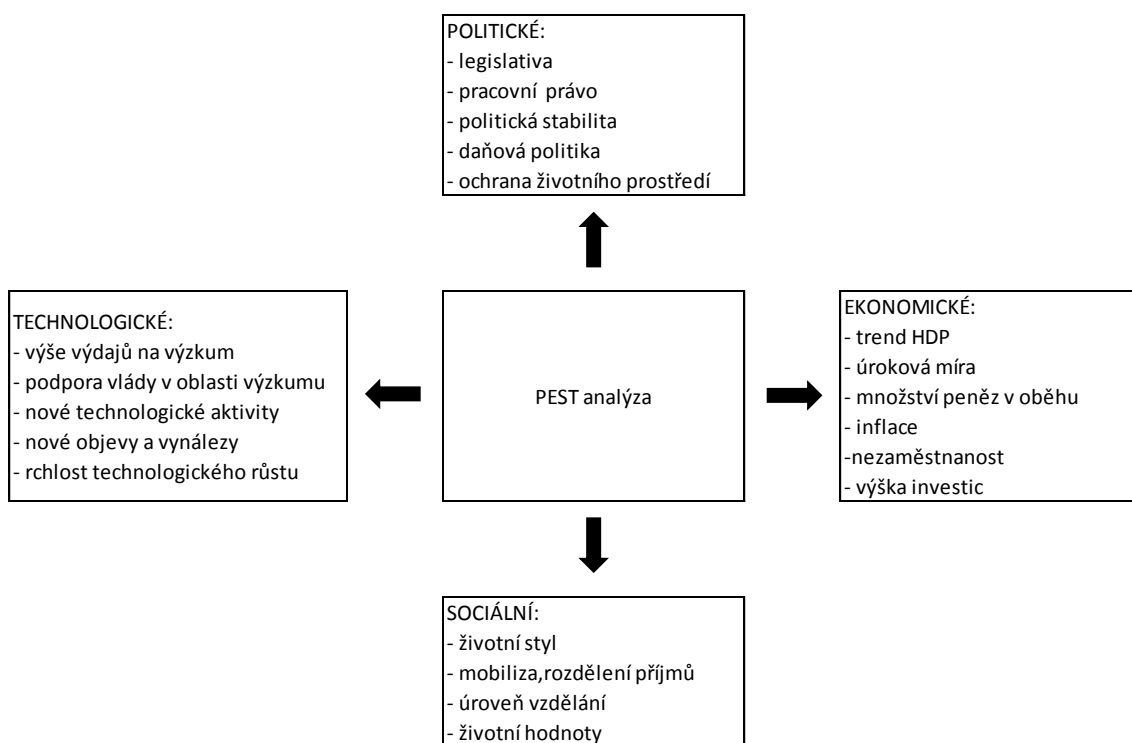 POLITICKÉ:
- legislativa
- pracovní právo
- politická stabilita
- daňová politika
- ochrana životního prostředí
TECHNOLOGICKÉ:
- výše výdajů na výzkum
- podpora vlády v oblasti výzkumu
- nové technologické aktivity
- nové objevy a vynálezy
- rchlost technologického růstu
PEST analýza
EKONOMICKÉ:
- trend HDP
- úroková míra
- množství peněz v oběhu
- inflace
-nezaměstnanost
- výška investic
SOCIÁLNÍ:
- životní styl
- mobiliza,rozdělení příjmů
- úroveň vzdělání
- životní hodnoty